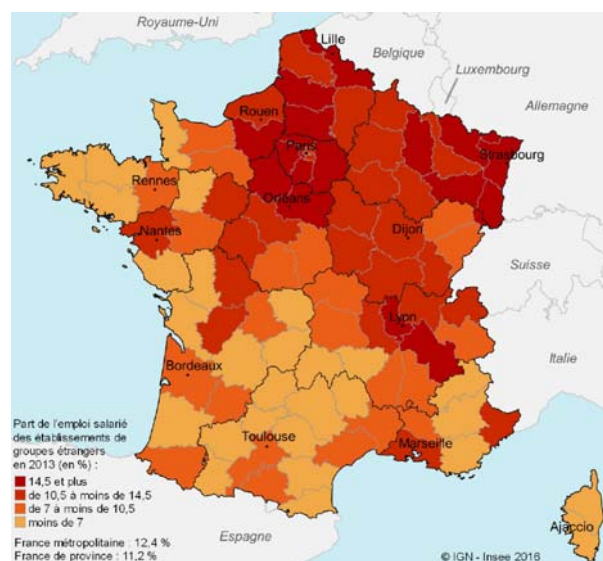 Royaume-Uni
Lille
Belgique
Luxembourg
Allemagne
Rouen
Paris
Strasbourg
Rennes
Orléans
Nantes
Dijon
Suisse
Lyon
Italie
Bordeaux
Part de l'emploi salarié
des établissements de
groupes étrangers
en 2013 (en %) :
14,5 et plus
de 10,5 à moins de 14,5
de 7 à moins de 10,5
moins de 7
Toulouse
Marseille
Ajaccio
France métropolitaine : 12,4 %
France de province : 11,2 %
Espagne
© IGN - Insee 2016